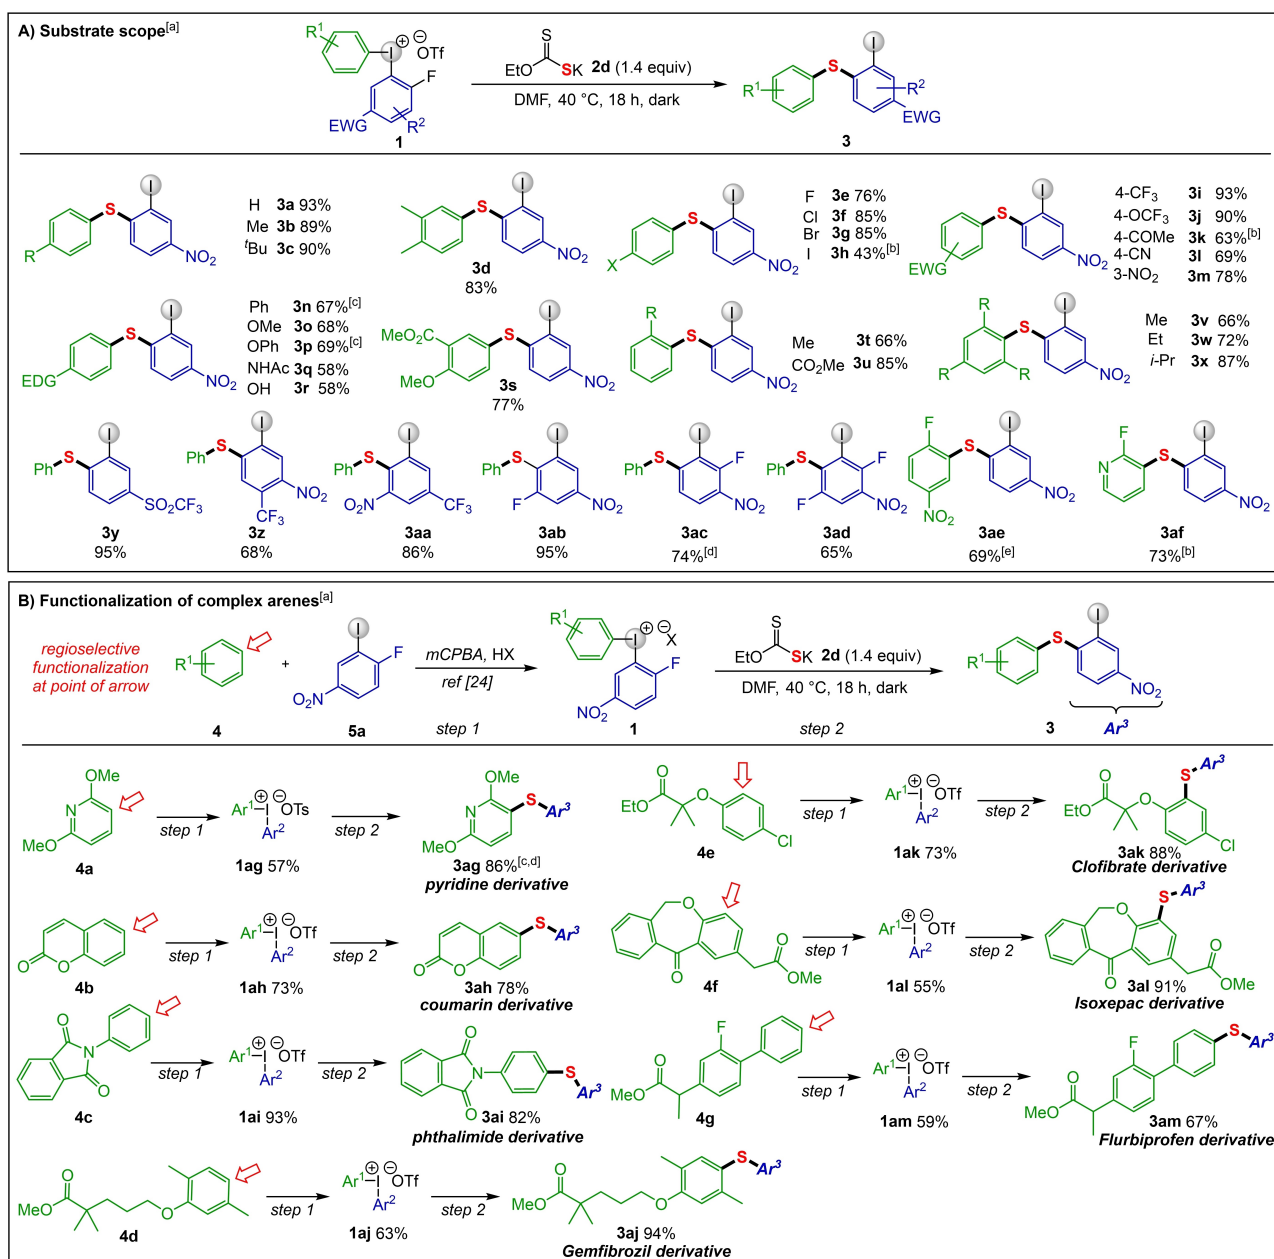 A) Substrate scope[a]
R1
I
⊕
⊖
OTf
F
EWG
R2
1
S
EtO
SK 2d (1.4 equiv)
DMF, 40 °C, 18 h, dark
R1
S
I
R2
EWG
3
R
S
I
NO2
H 3a 93%
Me 3b 89%
tBu 3c 90%
S
I
NO2
3d
83%
X
S
I
NO2
F 3e 76%
Cl 3f 85%
Br 3g 85%
I 3h 43%[b]
EWG
S
I
NO2
4-CF3 3i 93%
4-OCF3 3j 90%
4-COMe 3k 63%[b]
4-CN 3l 69%
3-NO2 3m 78%
EDG
S
I
NO2
Ph 3n 67%[c]
OMe 3o 68%
OPh 3p 69%[c]
NHAc 3q 58%
OH 3r 58%
CO2Me
MeO
S
I
NO2
3s
77%
R
S
I
NO2
Me 3t 66%
CO2Me 3u 85%
R
R
R
S
I
NO2
Me 3v 66%
Et 3w 72%
i-Pr 3x 87%
Ph
S
I
SO2CF3
3y
95%
Ph
S
I
NO2
CF3
3z
68%
Ph
S
I
NO2
CF3
3aa
86%
Ph
S
I
F
NO2
3ab
95%
Ph
S
I
F
NO2
3ac
74%[d]
Ph
S
I
F
F
NO2
3ad
65%
F
S
I
NO2
NO2
3ae
69%[e]
F
N
S
I
NO2
3af
73%[b]
B) Functionalization of complex arenes[a]
regioselective
functionalization
at point of arrow
R1
4
+
I
F
NO2
5a
mCPBA, HX
ref [24]
step 1
R1
I
⊕
⊖
X
F
NO2
1
S
EtO
SK 2d (1.4 equiv)
DMF, 40 °C, 18 h, dark
step 2
R1
S
I
NO2
3
Ar3
OMe
N
MeO
4a
step 1
Ar1
I
⊕
⊖
OTs
Ar2
1ag 57%
step 2
OMe
N
MeO
S
Ar3
3ag 86%[c,d]
pyridine derivative
O
EtO
O
Cl
4e
step 1
Ar1
I
⊕
⊖
OTf
Ar2
1ak 73%
step 2
O
EtO
O
S
Ar3
Cl
3ak 88%
Clofibrate derivative
O
O
4b
step 1
Ar1
I
⊕
⊖
OTf
Ar2
1ah 73%
step 2
O
O
S
Ar3
3ah 78%
coumarin derivative
O
O
O
OMe
4f
step 1
Ar1
I
⊕
⊖
OTf
Ar2
1al 55%
step 2
O
S
Ar3
O
O
OMe
3al 91%
Isoxepac derivative
O
N
O
4c
step 1
Ar1
I
⊕
⊖
OTf
Ar2
1ai 93%
step 2
O
N
O
S
Ar3
3ai 82%
phthalimide derivative
F
O
MeO
4g
step 1
Ar1
I
⊕
⊖
OTf
Ar2
1am 59%
step 2
F
S
Ar3
O
MeO
3am 67%
Flurbiprofen derivative
O
MeO
O
4d
step 1
Ar1
I
⊕
⊖
OTf
Ar2
1aj 63%
step 2
O
MeO
O
S
Ar3
3aj 94%
Gemfibrozil derivative